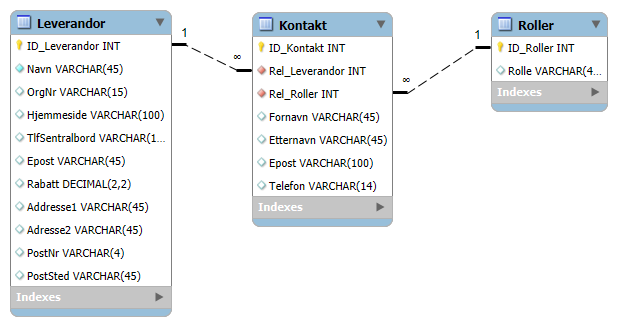 Leverandor
ID_Leverandor INT
Navn VARCHAR(45)
OrgNr VARCHAR(15)
Hjemmeside VARCHAR(100)
TlfSentralbord VARCHAR(1...
Epost VARCHAR(45)
Rabatt DECIMAL(2,2)
Addresse1 VARCHAR(45)
Adresse2 VARCHAR(45)
PostNr VARCHAR(4)
PostSted VARCHAR(45)
Indexes
1
∞
Kontakt
ID_Kontakt INT
Rel_Leverandor INT
Rel_Roller INT
Fornavn VARCHAR(45)
Etternavn VARCHAR(45)
Epost VARCHAR(100)
Telefon VARCHAR(14)
Indexes
∞
1
Roller
ID_Roller INT
Rolle VARCHAR(4...
Indexes